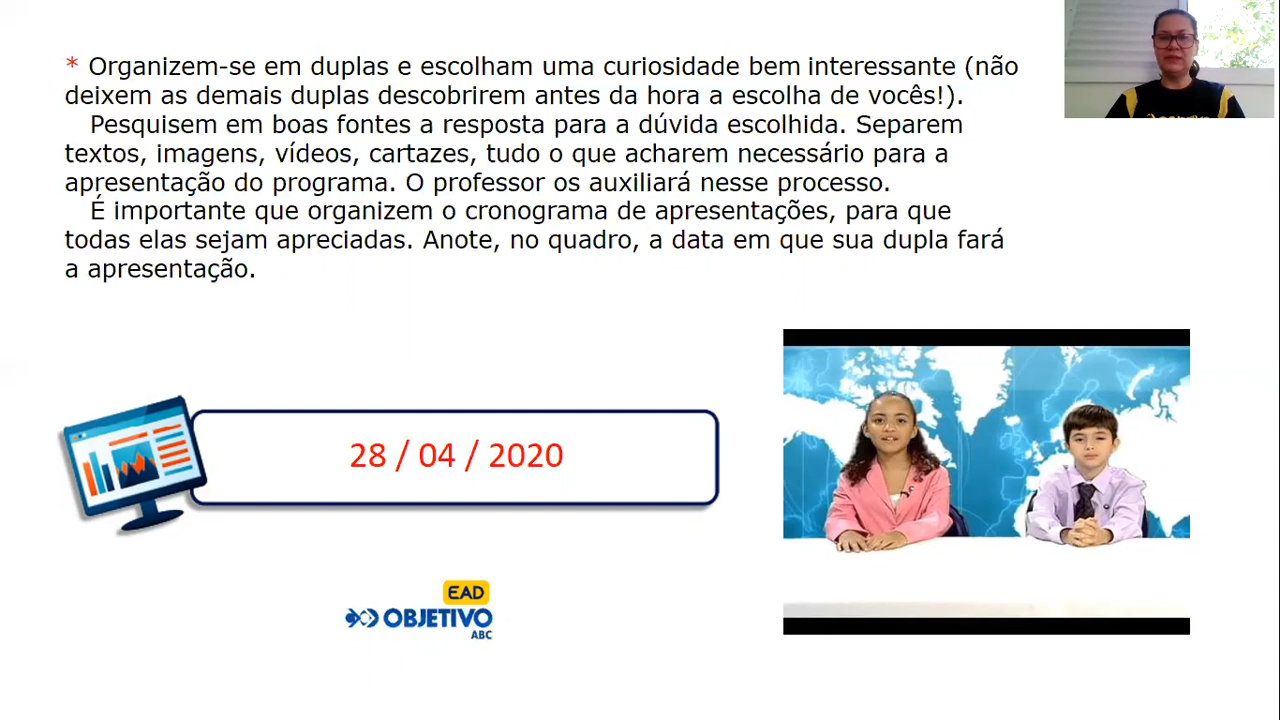 * Organizem-se em duplas e escolham uma curiosidade bem interessante (não
deixem as demais duplas descobrirem antes da hora a escolha de vocês!).
Pesquisem em boas fontes a resposta para a dúvida escolhida. Separem
textos, imagens, vídeos, cartazes, tudo o que acharem necessário para a
apresentação do programa. O professor os auxiliará nesse processo.
É importante que organizem o cronograma de apresentações, para que
todas elas sejam apreciadas. Anote, no quadro, a data em que sua dupla fará
a apresentação.
28 / 04 / 2020
EAD
OBJETIVO
ABC